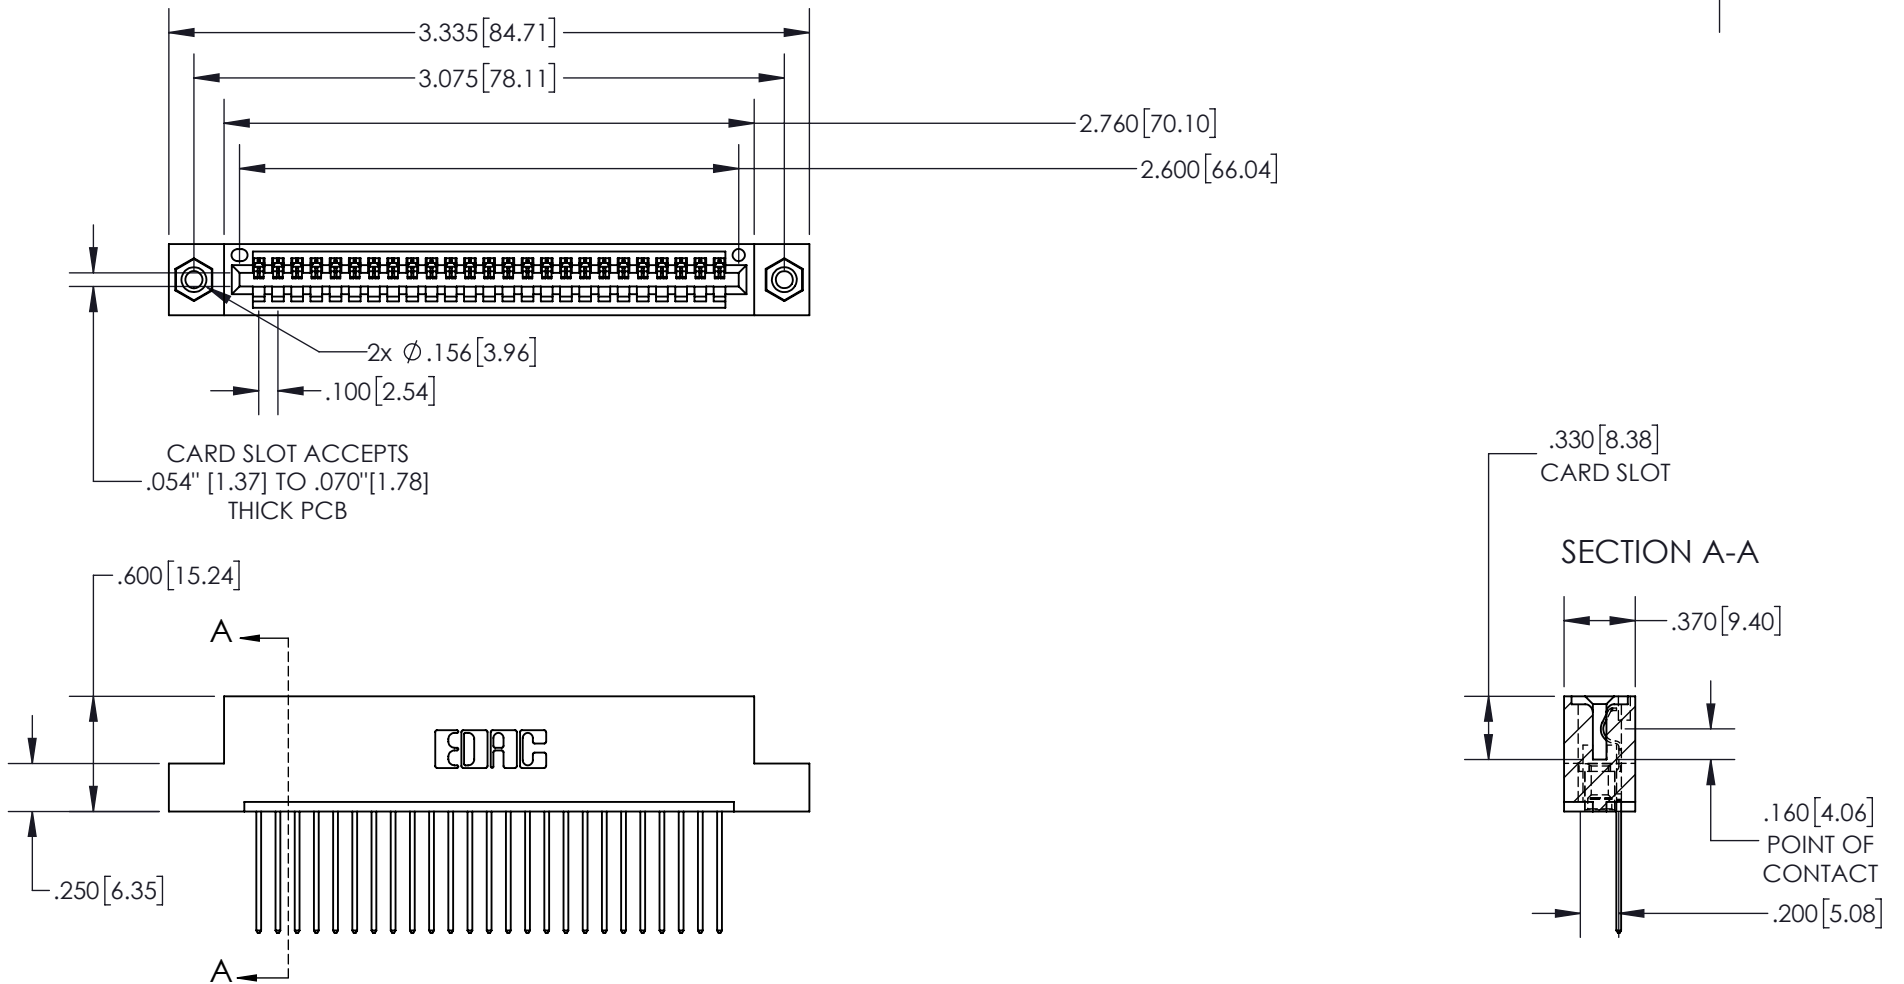 3.335[84.71]
3.075[78.11]
2.760[70.10]
2.600[66.04]
2x Ø.156[3.96]
.100[2.54]
CARD SLOT ACCEPTS
.054" [1.37] TO .070"[1.78]
THICK PCB
.330[8.38]
CARD SLOT
SECTION A-A
.600[15.24]
.370[9.40]
A
EDAC
.160[4.06]
POINT OF
CONTACT
.250[6.35]
.200[5.08]
A